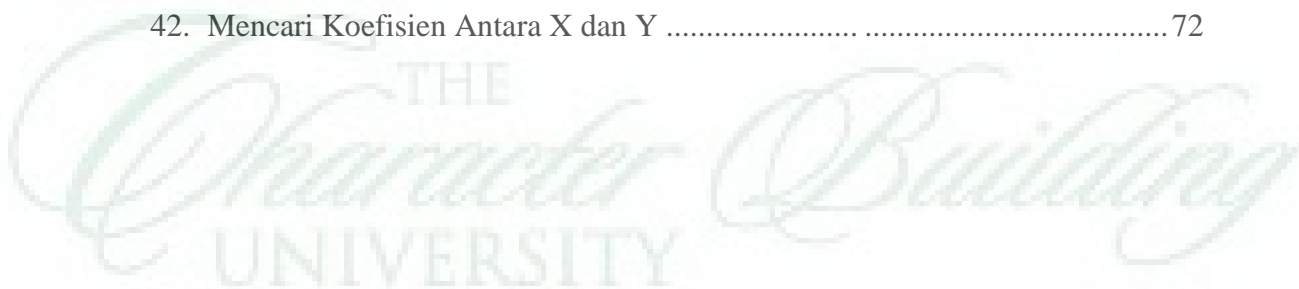 42. Mencari Koefisien Antara X dan Y ........................ ......................................72
THE
Character Building
UNIVERSITY